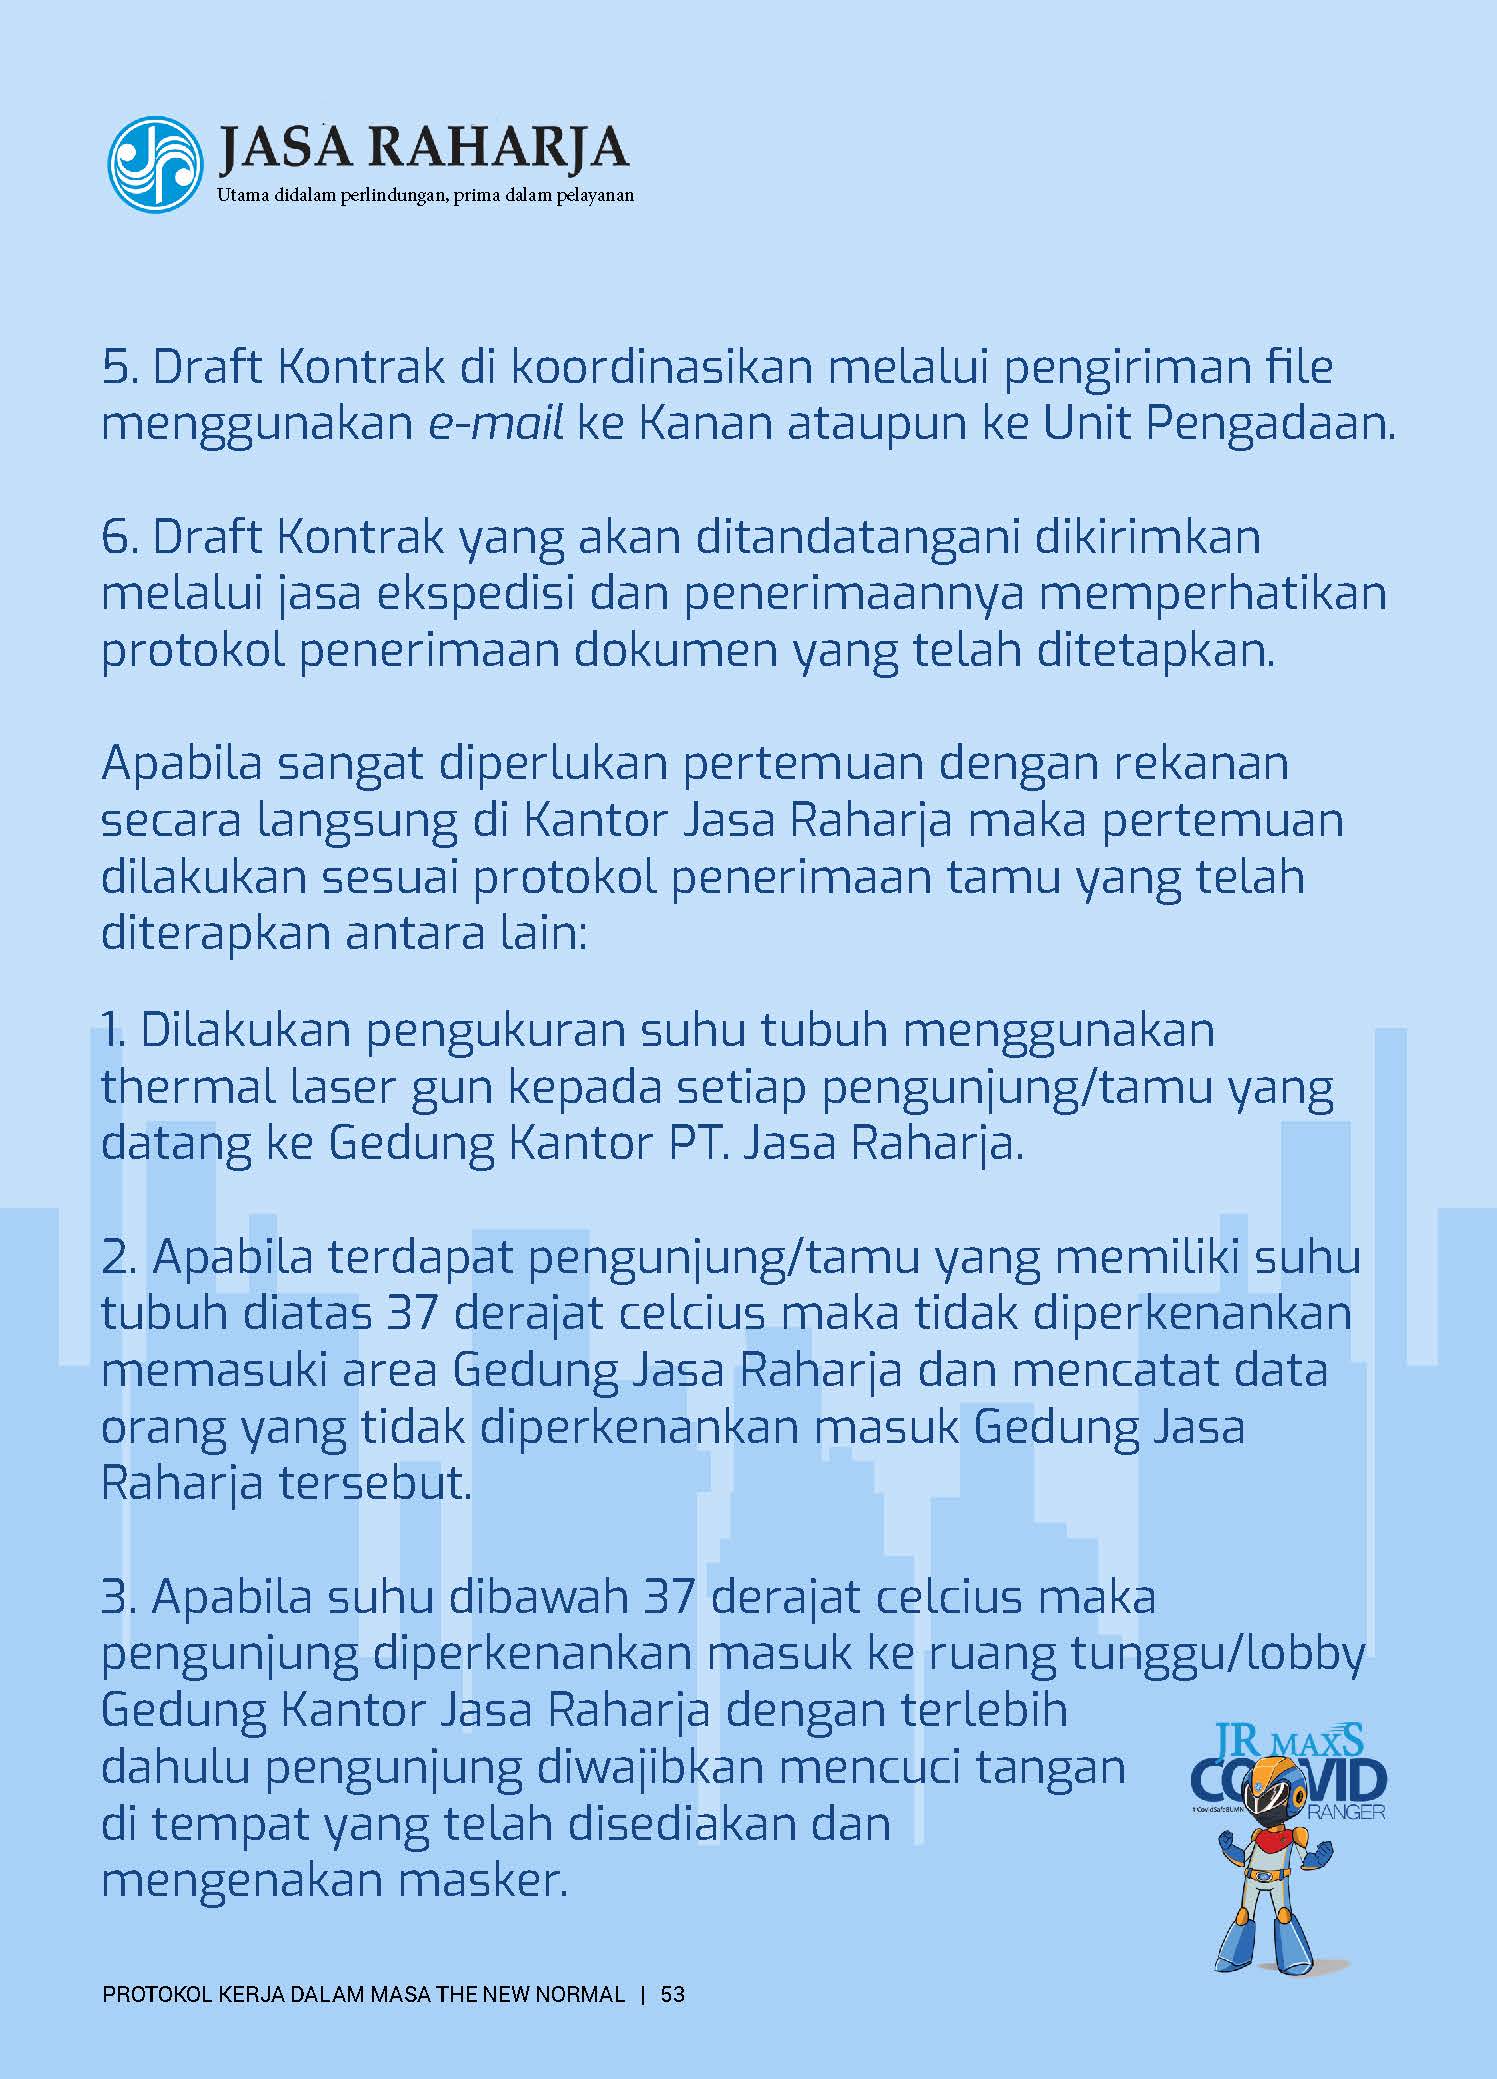 JASA RAHARJA
Utama didalam perlindungan, prima dalam pelayanan
5. Draft Kontrak di koordinasikan melalui pengiriman file
menggunakan e-mail ke Kanan ataupun ke Unit Pengadaan.
6. Draft Kontrak yang akan ditandatangani dikirimkan
melalui jasa ekspedisi dan penerimaannya memperhatikan
protokol penerimaan dokumen yang telah ditetapkan.
Apabila sangat diperlukan pertemuan dengan rekanan
secara langsung di Kantor Jasa Raharja maka pertemuan
dilakukan sesuai protokol penerimaan tamu yang telah
diterapkan antara lain:
1. Dilakukan pengukuran suhu tubuh menggunakan
thermal laser gun kepada setiap pengunjung/tamu yang
datang ke Gedung Kantor PT. Jasa Raharja.
2. Apabila terdapat pengunjung/tamu yang memiliki suhu
tubuh diatas 37 derajat celcius maka tidak diperkenankan
memasuki area Gedung Jasa Raharja dan mencatat data
orang yang tidak diperkenankan masuk Gedung Jasa
Raharja tersebut.
3. Apabila suhu dibawah 37 derajat celcius maka
pengunjung diperkenankan masuk ke ruang tunggu/lobby
Gedung Kantor Jasa Raharja dengan terlebih
dahulu pengunjung diwajibkan mencuci tangan
di tempat yang telah disediakan dan
mengenakan masker.
JR MAXS
COVID
#CovidSafeBUMN
RANGER
PROTOKOL KERJA DALAM MASA THE NEW NORMAL | 53